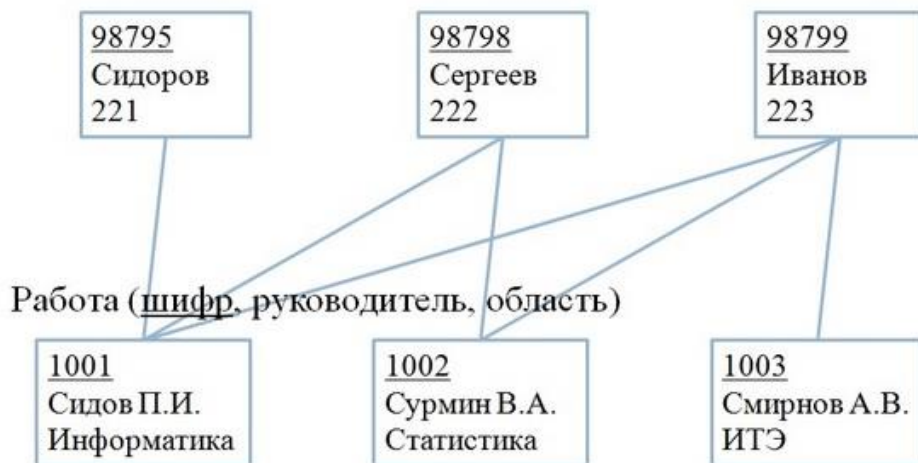 98795
Сидоров
221
98798
Сергеев
222
98799
Иванов
223
Работа (шифр, руководитель, область)
1001
Сидов П.И.
Информатика
1002
Сурмин В.А.
Статистика
1003
Смирнов А.В.
ИТЭ